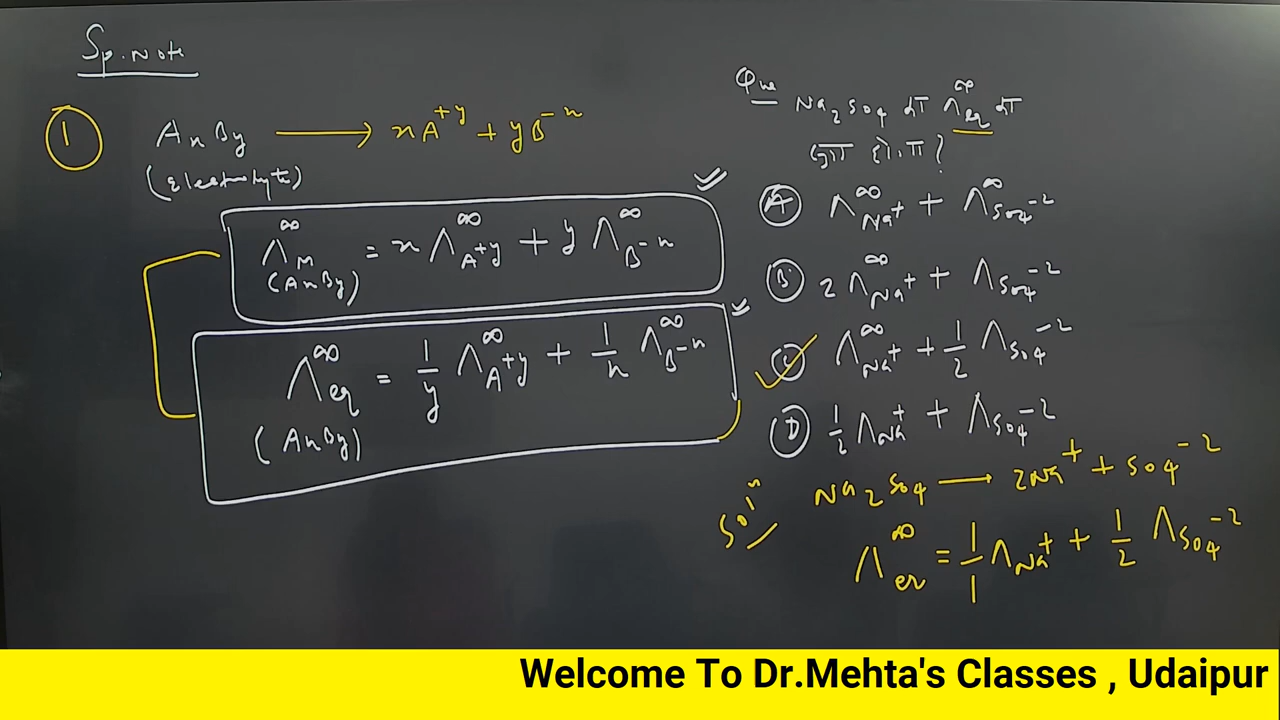 Sp. Note
① AxBy ⟶ xA⁺ʸ + yB⁻ˣ
(Electrolyte)
Λ∞m = x Λ∞A⁺ʸ + y Λ∞B⁻ˣ
(AxBy)
Λ∞eq = 1/y Λ∞A⁺ʸ + 1/x Λ∞B⁻ˣ
(AxBy)
Que Na₂SO₄ का Λ∞eq का
क्या होगा?
(A) Λ∞Na⁺ + Λ∞SO₄⁻²
(B) 2Λ∞Na⁺ + ΛSO₄⁻²
(C) Λ∞Na⁺ + 1/2 ΛSO₄⁻²
(D) 1/2 ΛNa⁺ + ΛSO₄⁻²
Solⁿ Na₂SO₄ ⟶ 2Na⁺ + SO₄⁻²
Λ∞eq = 1/1 ΛNa⁺ + 1/2 ΛSO₄⁻²
Welcome To Dr.Mehta's Classes , Udaipur